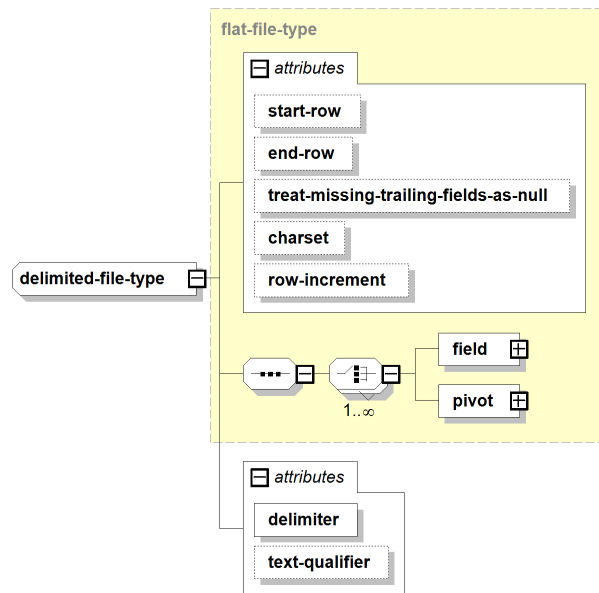 flat-file-type
attributes
start-row
end-row
treat-missing-trailing-fields-as-null
charset
row-increment
delimited-file-type
field
1..∞
pivot
attributes
delimiter
text-qualifier